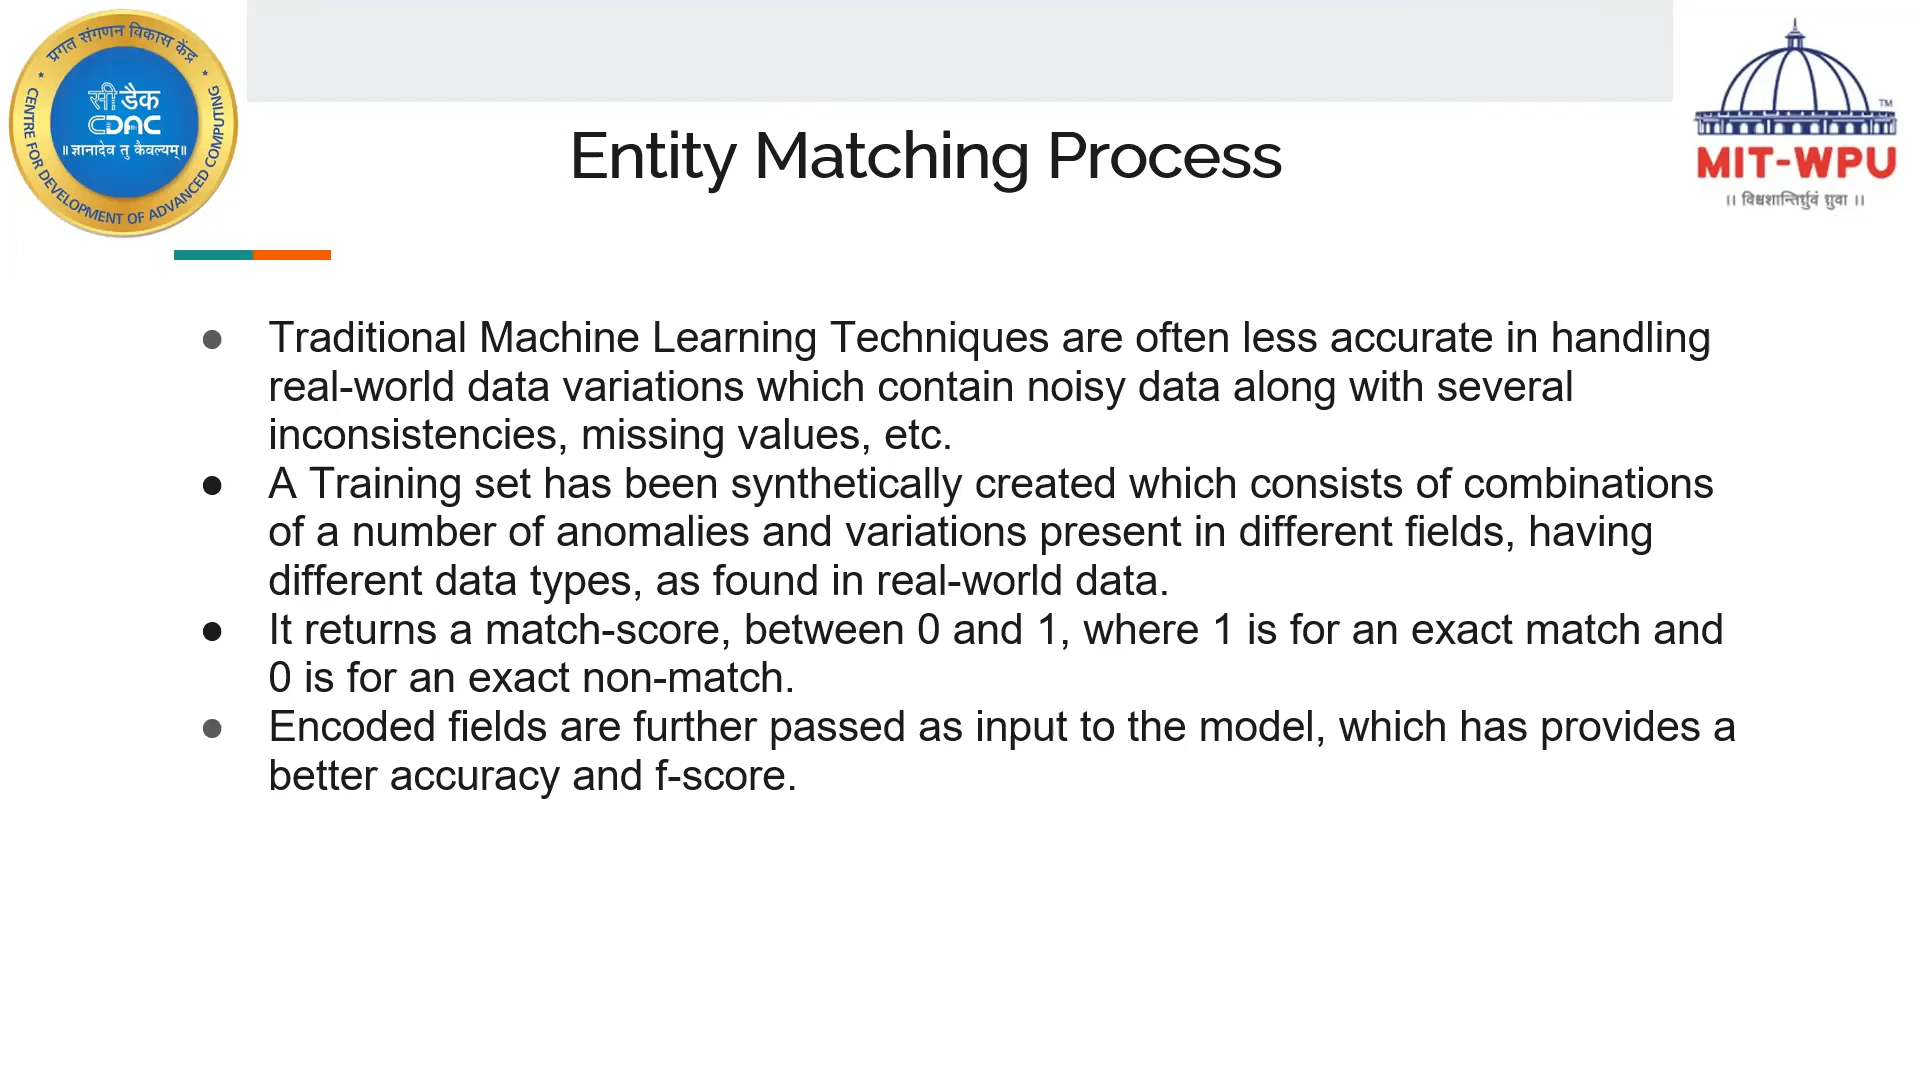 प्रगत संगणन विकास केंद्र
सी डैक
CDAC
॥ ज्ञानादेव तु कैवल्यम् ॥
CENTRE FOR DEVELOPMENT OF ADVANCED COMPUTING
TM
MIT-WPU
।। विश्वशान्तिर्धुवं ध्रुवा ।।
Entity Matching Process
● Traditional Machine Learning Techniques are often less accurate in handling
real-world data variations which contain noisy data along with several
inconsistencies, missing values, etc.
● A Training set has been synthetically created which consists of combinations
of a number of anomalies and variations present in different fields, having
different data types, as found in real-world data.
● It returns a match-score, between 0 and 1, where 1 is for an exact match and
0 is for an exact non-match.
● Encoded fields are further passed as input to the model, which has provides a
better accuracy and f-score.